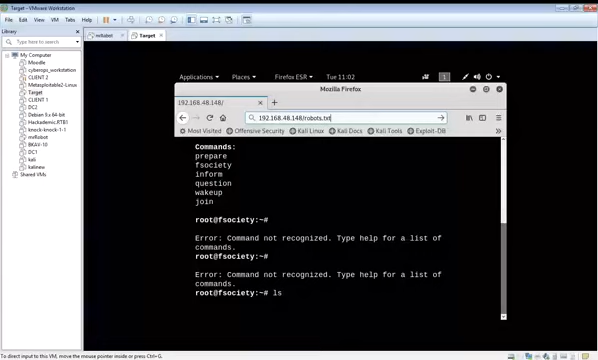 Target - VMware Workstation
File Edit View VM Tabs Help
Library
Type here to search
My Computer
Moodle
cyberops_workstation
CLIENT 2
Metasploitable2-Linux
Target
CLIENT 1
DC2
Debian 9.x 64-bit
Hackademic.RTB1
knock-knock-1-1
mrRobot
BKAV-10
DC1
kali
kalinew
Shared VMs
mRobot Target
Applications Places Firefox ESR Tue 11:02 1
Mozilla Firefox
192.168.48.148/
192.168.48.148/robots.txt
Most Visited Offensive Security Kali Linux Kali Docs Kali Tools Exploit-DB
Commands:
prepare
fsociety
inform
question
wakeup
join
root@fsociety:~#
Error: Command not recognized. Type help for a list of
commands.
root@fsociety:~#
Error: Command not recognized. Type help for a list of
commands.
root@fsociety:~# ls
To direct input to this VM, move the mouse pointer inside or press Ctrl+G.